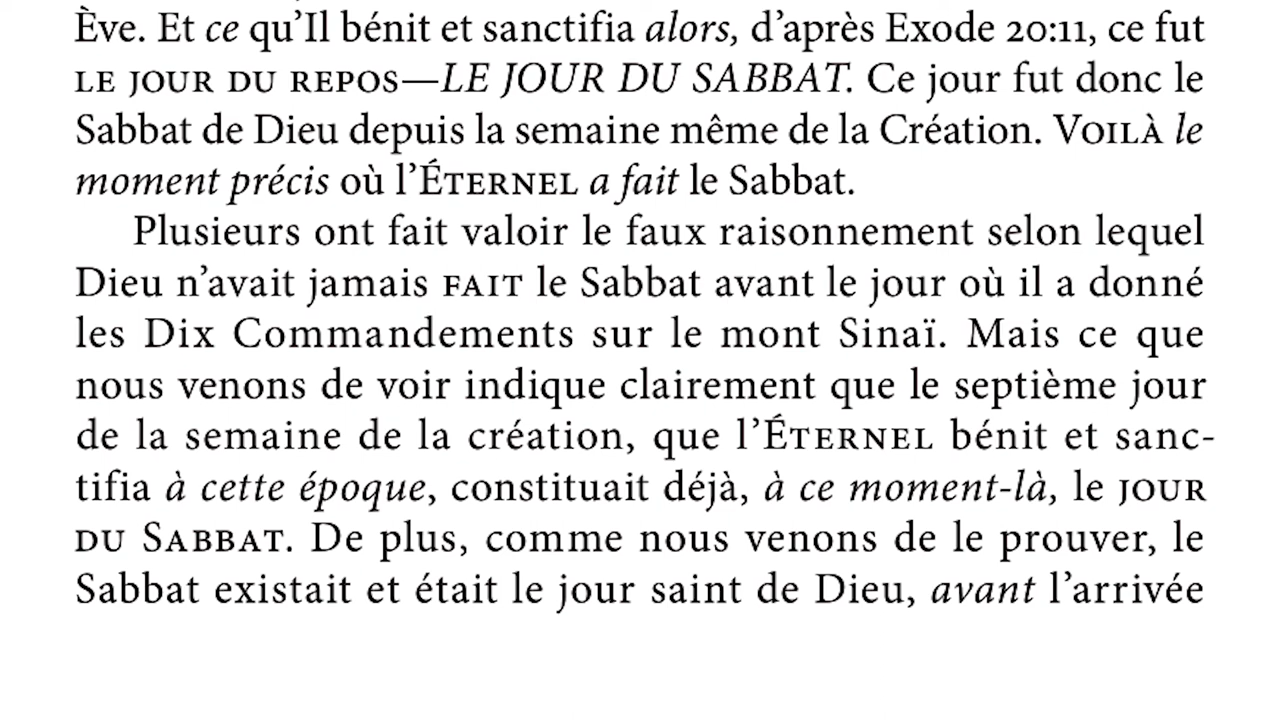 Ève. Et ce qu’Il bénit et sanctifia alors, d’après Exode 20:11, ce fut
LE JOUR DU REPOS—LE JOUR DU SABBAT. Ce jour fut donc le
Sabbat de Dieu depuis la semaine même de la Création. VOILÀ le
moment précis où l’ÉTERNEL a fait le Sabbat.
Plusieurs ont fait valoir le faux raisonnement selon lequel
Dieu n’avait jamais FAIT le Sabbat avant le jour où il a donné
les Dix Commandements sur le mont Sinaï. Mais ce que
nous venons de voir indique clairement que le septième jour
de la semaine de la création, que l’ÉTERNEL bénit et sanc-
tifia à cette époque, constituait déjà, à ce moment-là, le JOUR
DU SABBAT. De plus, comme nous venons de le prouver, le
Sabbat existait et était le jour saint de Dieu, avant l’arrivée